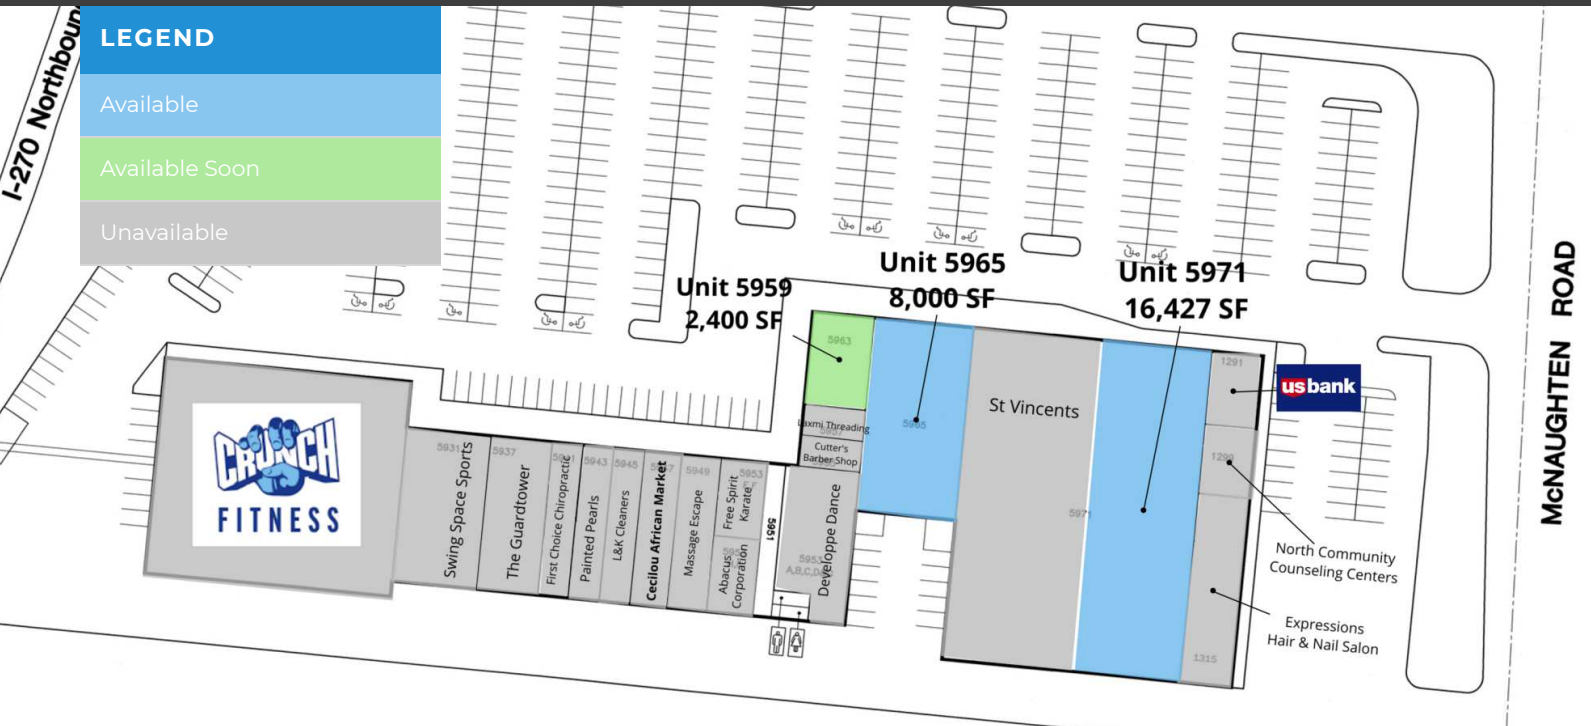 I-270 Northbound
LEGEND
Available
Available Soon
Unavailable
Unit 5959
2,400 SF
Unit 5965
8,000 SF
Unit 5971
16,427 SF
McNAUGHTEN ROAD
CRUNCH
FITNESS
5931
Swing Space Sports
5937
The Guardtower
First Choice Chiropractic
5943
Painted Pearls
5945
L&K Cleaners
Cecilou African Market
5949
Massage Escape
5953
Free Spirit
Karate
Abacus
Corporation
5951
5953
A,B,C,D
Developpe Dance
5963
Laxmi Threading
Cutter's
Barber Shop
5965
St Vincents
5971
1291
usbank
1299
North Community
Counseling Centers
Expressions
Hair & Nail Salon
1315